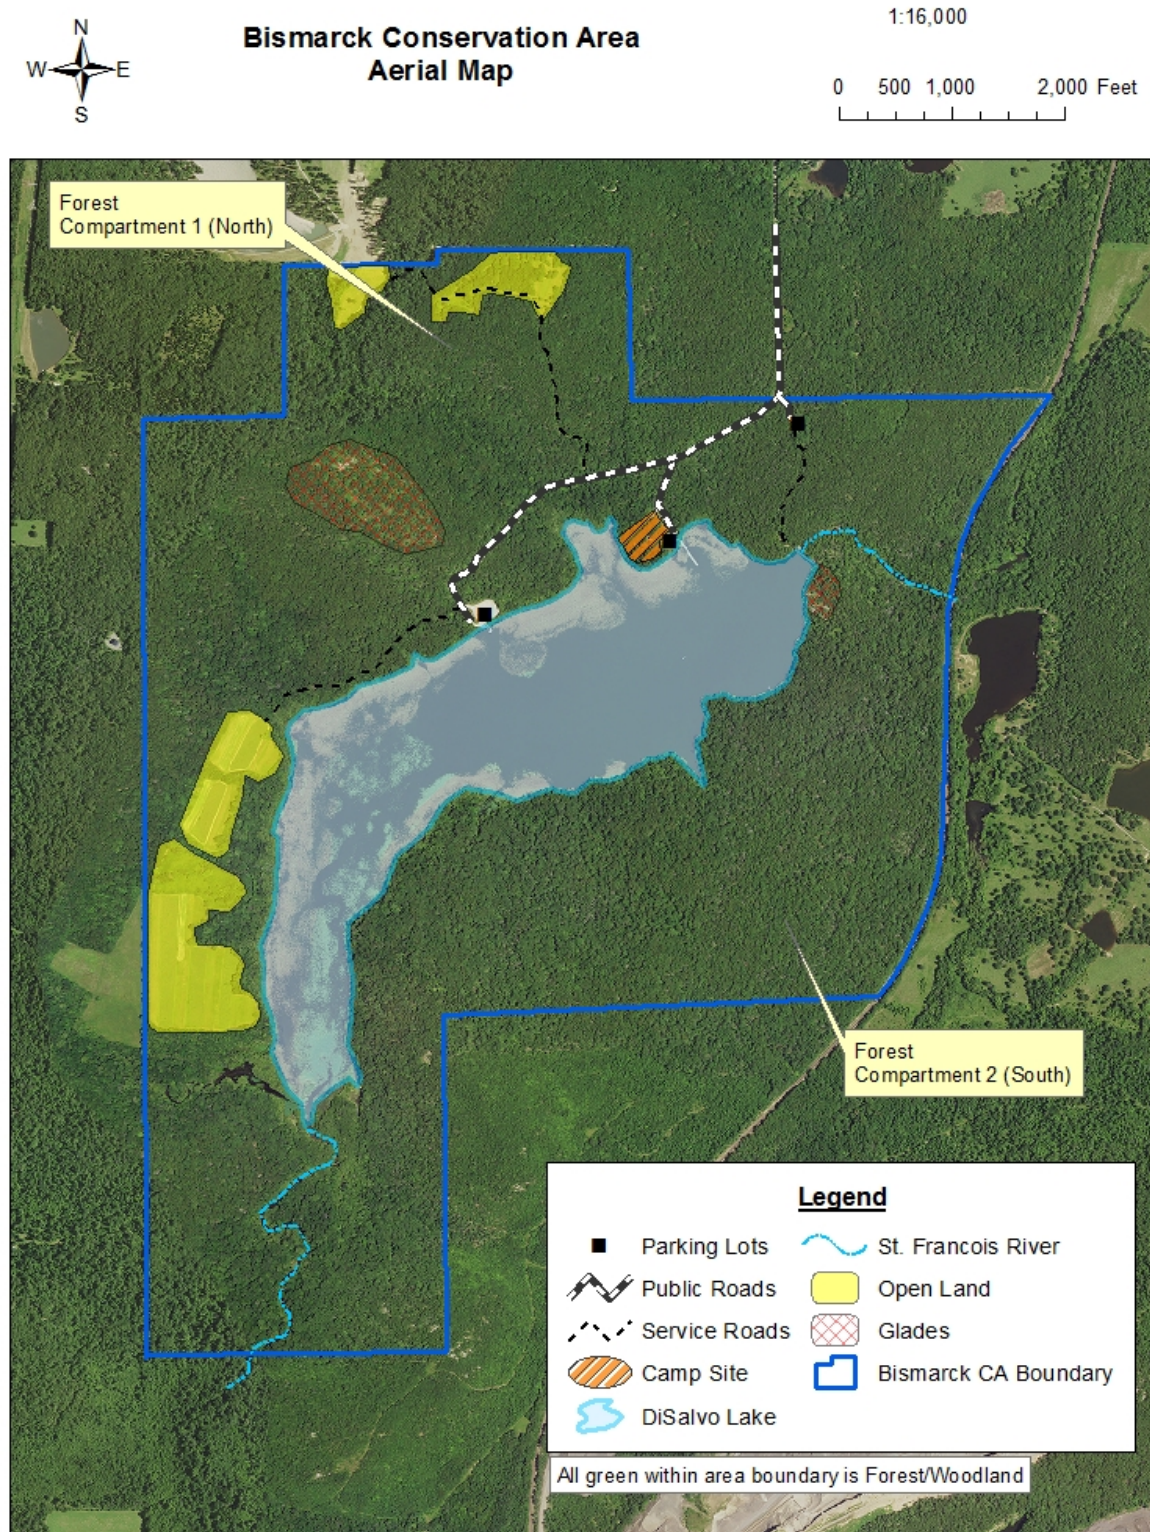 1:16,000
N
W E
S
Bismarck Conservation Area
Aerial Map
0 500 1,000 2,000 Feet
Forest
Compartment 1 (North)
Forest
Compartment 2 (South)
Legend
Parking Lots
Public Roads
Service Roads
Camp Site
DiSalvo Lake
St. Francois River
Open Land
Glades
Bismarck CA Boundary
All green within area boundary is Forest/Woodland